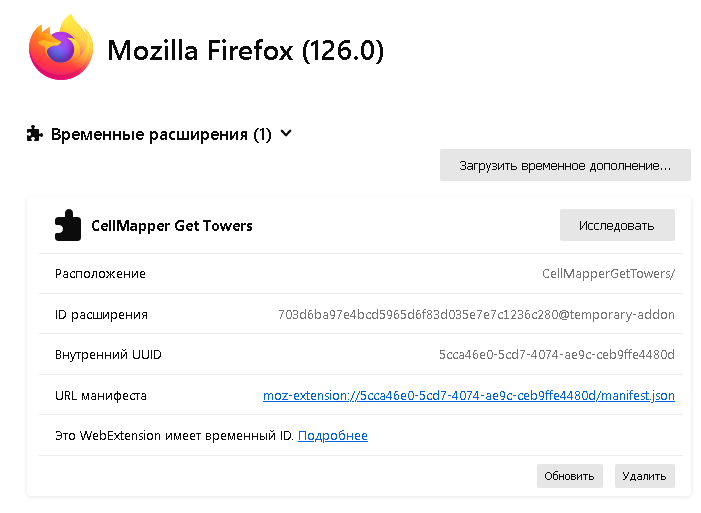 Mozilla Firefox (126.0)
Временные расширения (1)
Загрузить временное дополнение...
CellMapper Get Towers
Исследовать
Расположение CellMapperGetTowers/
ID расширения 703d6ba97e4bcd5965d6f83d035e7e7c1236c280@temporary-addon
Внутренний UUID 5cca46e0-5cd7-4074-ae9c-ceb9ffe4480d
URL манифеста moz-extension://5cca46e0-5cd7-4074-ae9c-ceb9ffe4480d/manifest.json
Это WebExtension имеет временный ID. Подробнее
Обновить Удалить